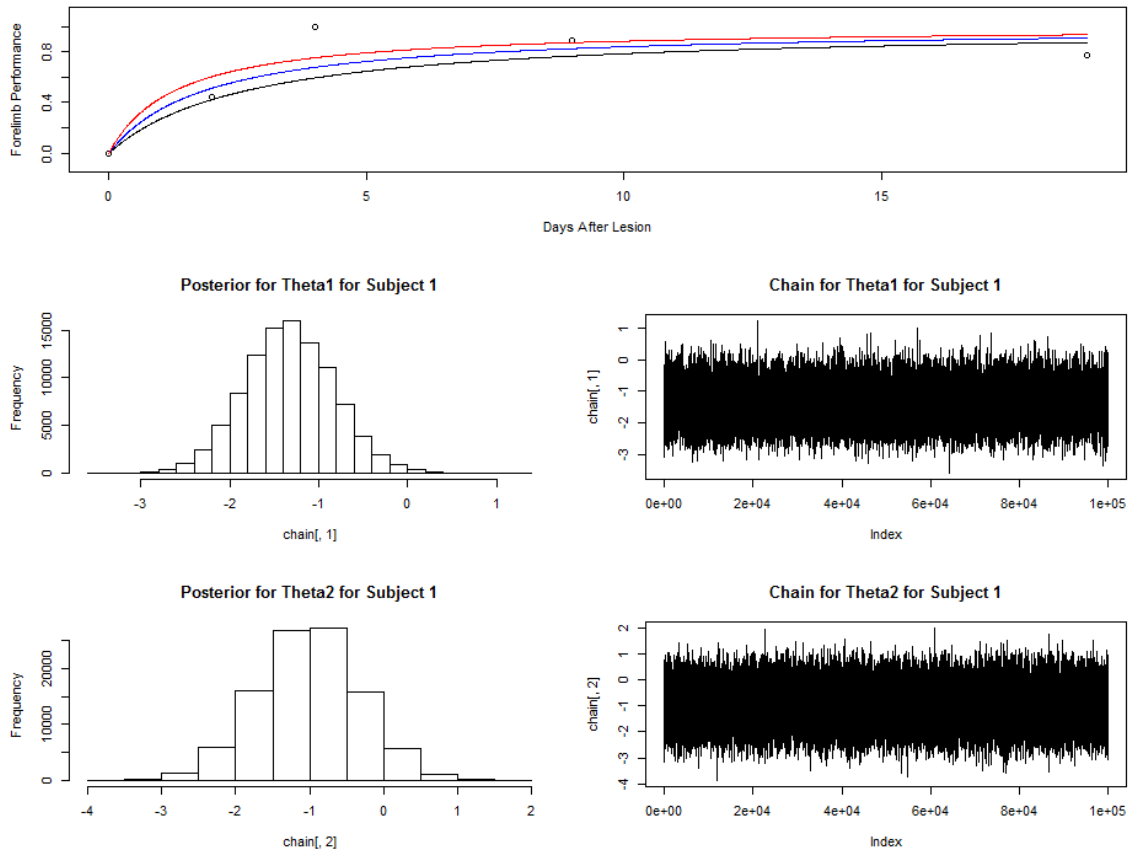 Forelimb Performance
0.0 0.4 0.8
0 5 10 15
Days After Lesion
Posterior for Theta1 for Subject 1
Frequency
0 5000 10000 15000
-3 -2 -1 0 1
chain[, 1]
Chain for Theta1 for Subject 1
chain[, 1]
1
0
-1
-2
-3
0e+00 2e+04 4e+04 6e+04 8e+04 1e+05
Index
Posterior for Theta2 for Subject 1
Frequency
0 10000 20000
-4 -3 -2 -1 0 1 2
chain[, 2]
Chain for Theta2 for Subject 1
chain[, 2]
2
1
0
-1
-2
-3
-4
0e+00 2e+04 4e+04 6e+04 8e+04 1e+05
Index